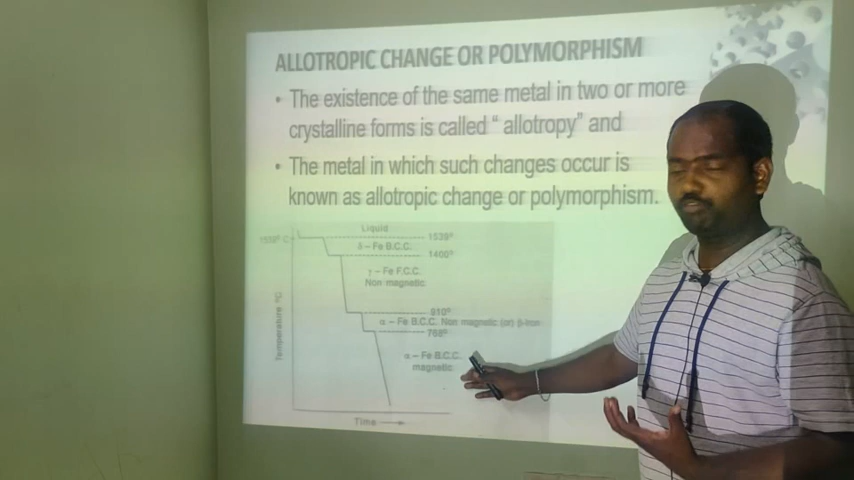 ALLOTROPIC CHANGE OR POLYMORPHISM
• The existence of the same metal in two or more
crystalline forms is called “ allotropy” and
• The metal in which such changes occur is
known as allotropic change or polymorphism.
Liquid
1539°
δ – Fe B.C.C.
1400°
γ – Fe F.C.C.
Non magnetic
910°
α – Fe B.C.C. Non magnetic (or) β-iron
768°
α – Fe B.C.C.
magnetic
Temperature °C
Time